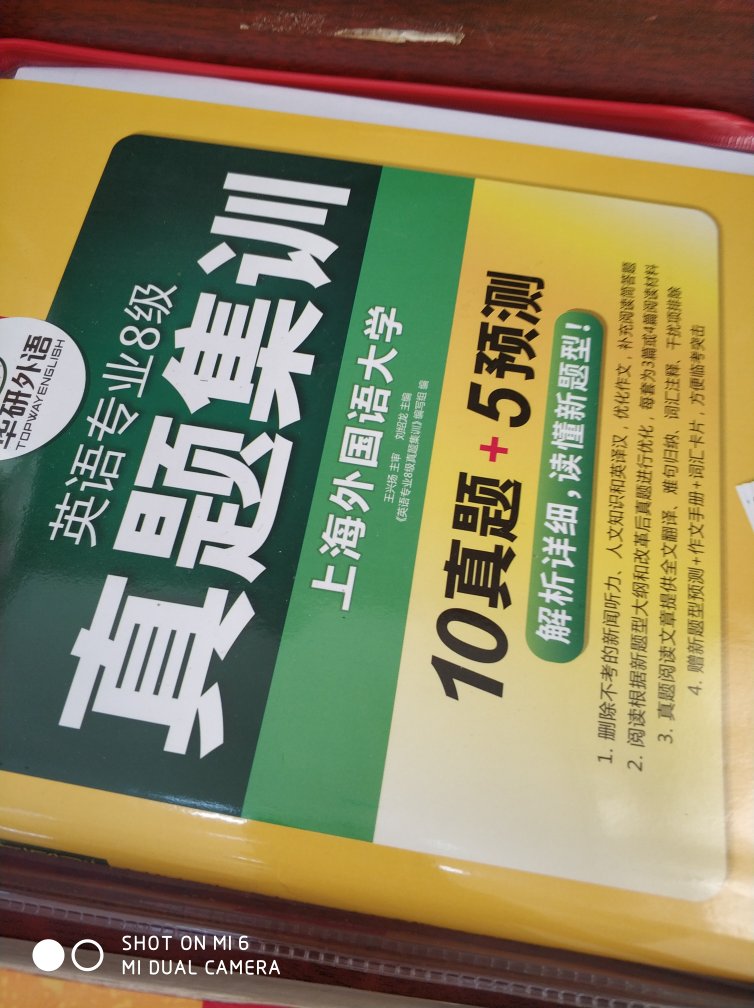 华研外语
TOPWAYENGLISH
英语专业8级
真题集训
上海外国语大学
王兴扬 主审 刘绍龙 主编
《英语专业8级真题集训》编写组 编
10真题+5预测
解析详细，读懂新题型！
1. 删除不考的新闻听力、人文知识和英译汉，优化作文，补充阅读简答题
2. 阅读根据新题型大纲和改革后真题进行优化，每套为3篇或4篇阅读材料
3. 真题阅读文章提供全文翻译、难句归纳、词汇注释、干扰项排除
4. 赠新题型预测+作文手册+词汇卡片，方便临考突击
SHOT ON MI 6
MI DUAL CAMERA